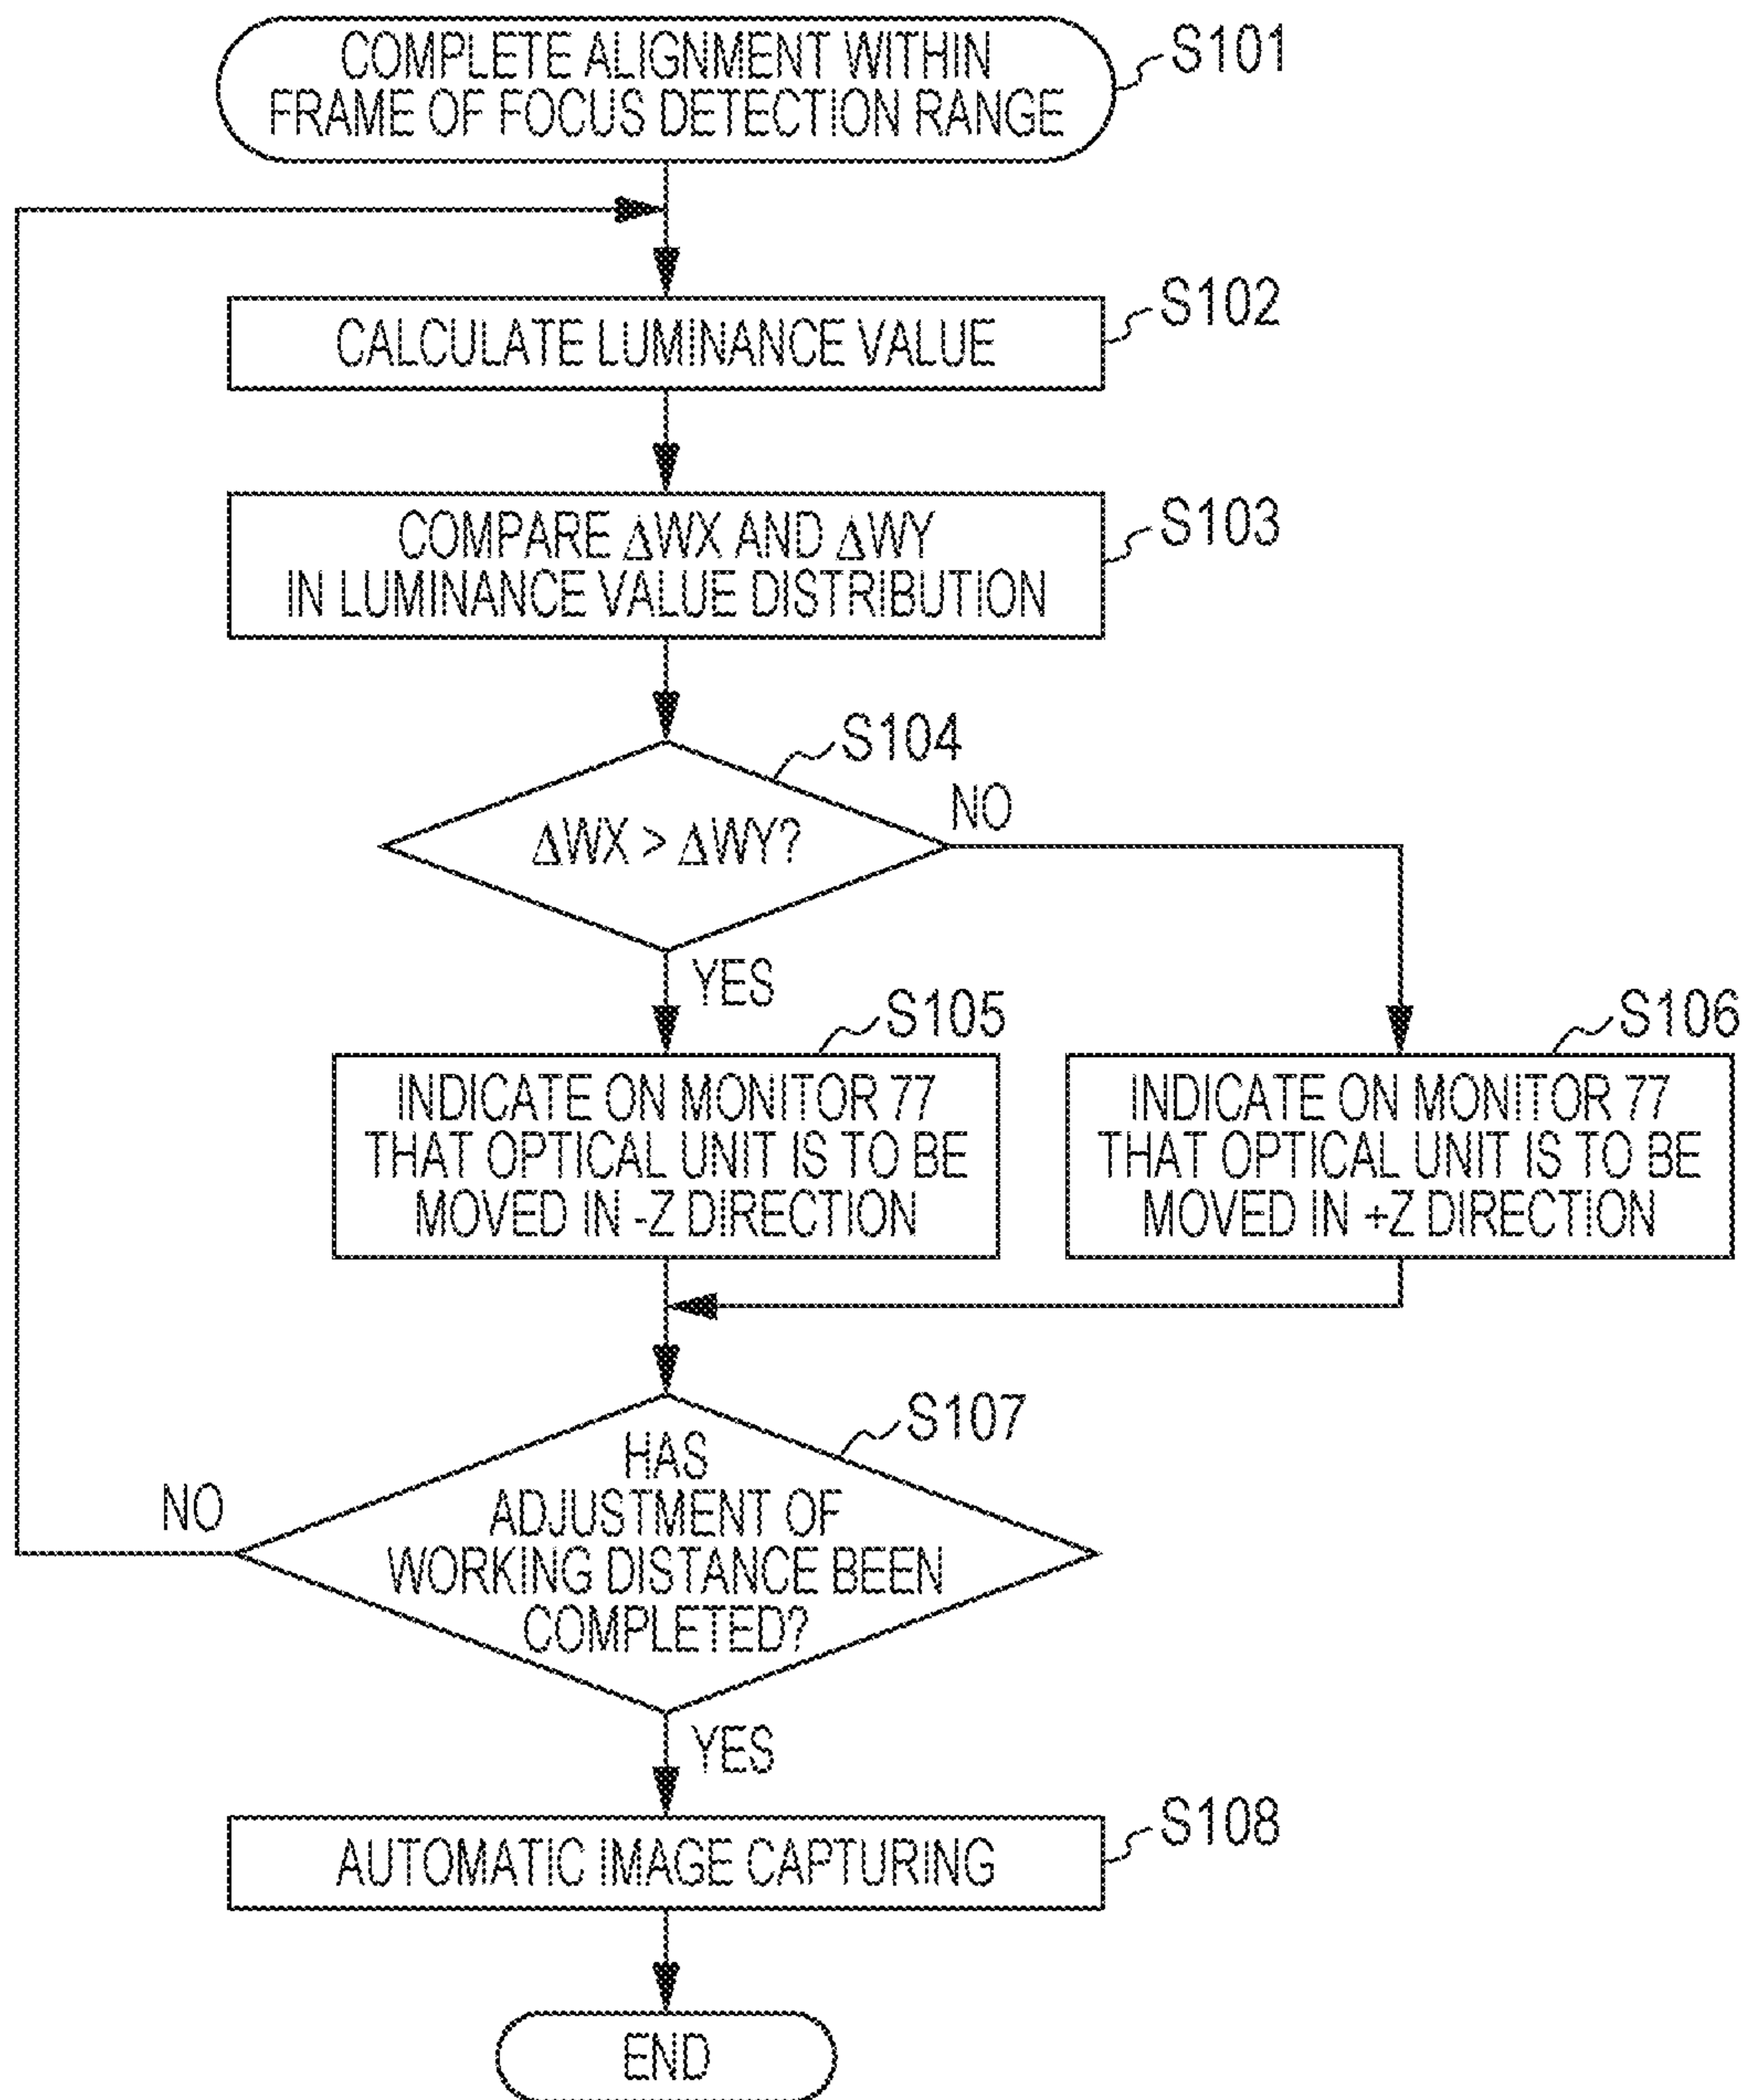 COMPLETE ALIGNMENT WITHIN
FRAME OF FOCUS DETECTION RANGE
S101
CALCULATE LUMINANCE VALUE
S102
COMPARE ΔWX AND ΔWY
IN LUMINANCE VALUE DISTRIBUTION
S103
S104
ΔWX > ΔWY?
NO
YES
S105
INDICATE ON MONITOR 77
THAT OPTICAL UNIT IS TO BE
MOVED IN -Z DIRECTION
S106
INDICATE ON MONITOR 77
THAT OPTICAL UNIT IS TO BE
MOVED IN +Z DIRECTION
S107
HAS
ADJUSTMENT OF
WORKING DISTANCE BEEN
COMPLETED?
NO
YES
S108
AUTOMATIC IMAGE CAPTURING
END